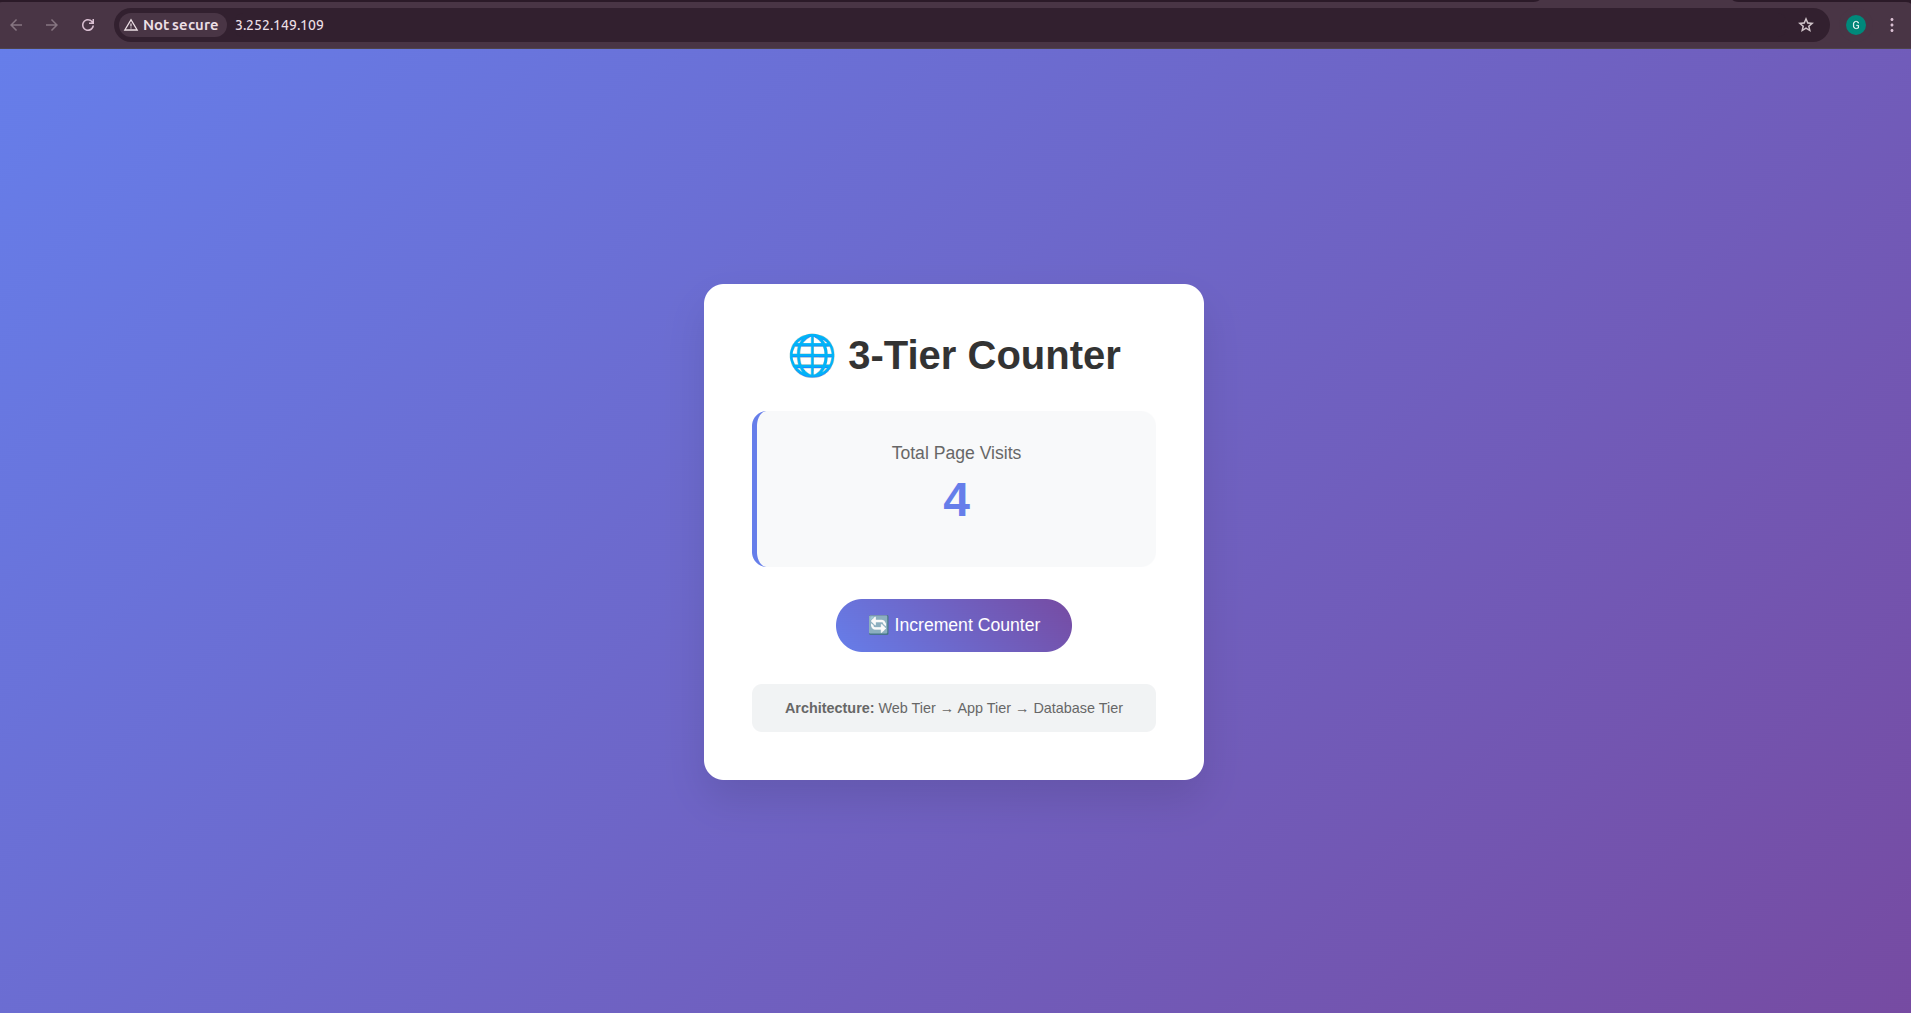 Not secure 3.252.149.109
G
3-Tier Counter
Total Page Visits
4
Increment Counter
Architecture: Web Tier → App Tier → Database Tier